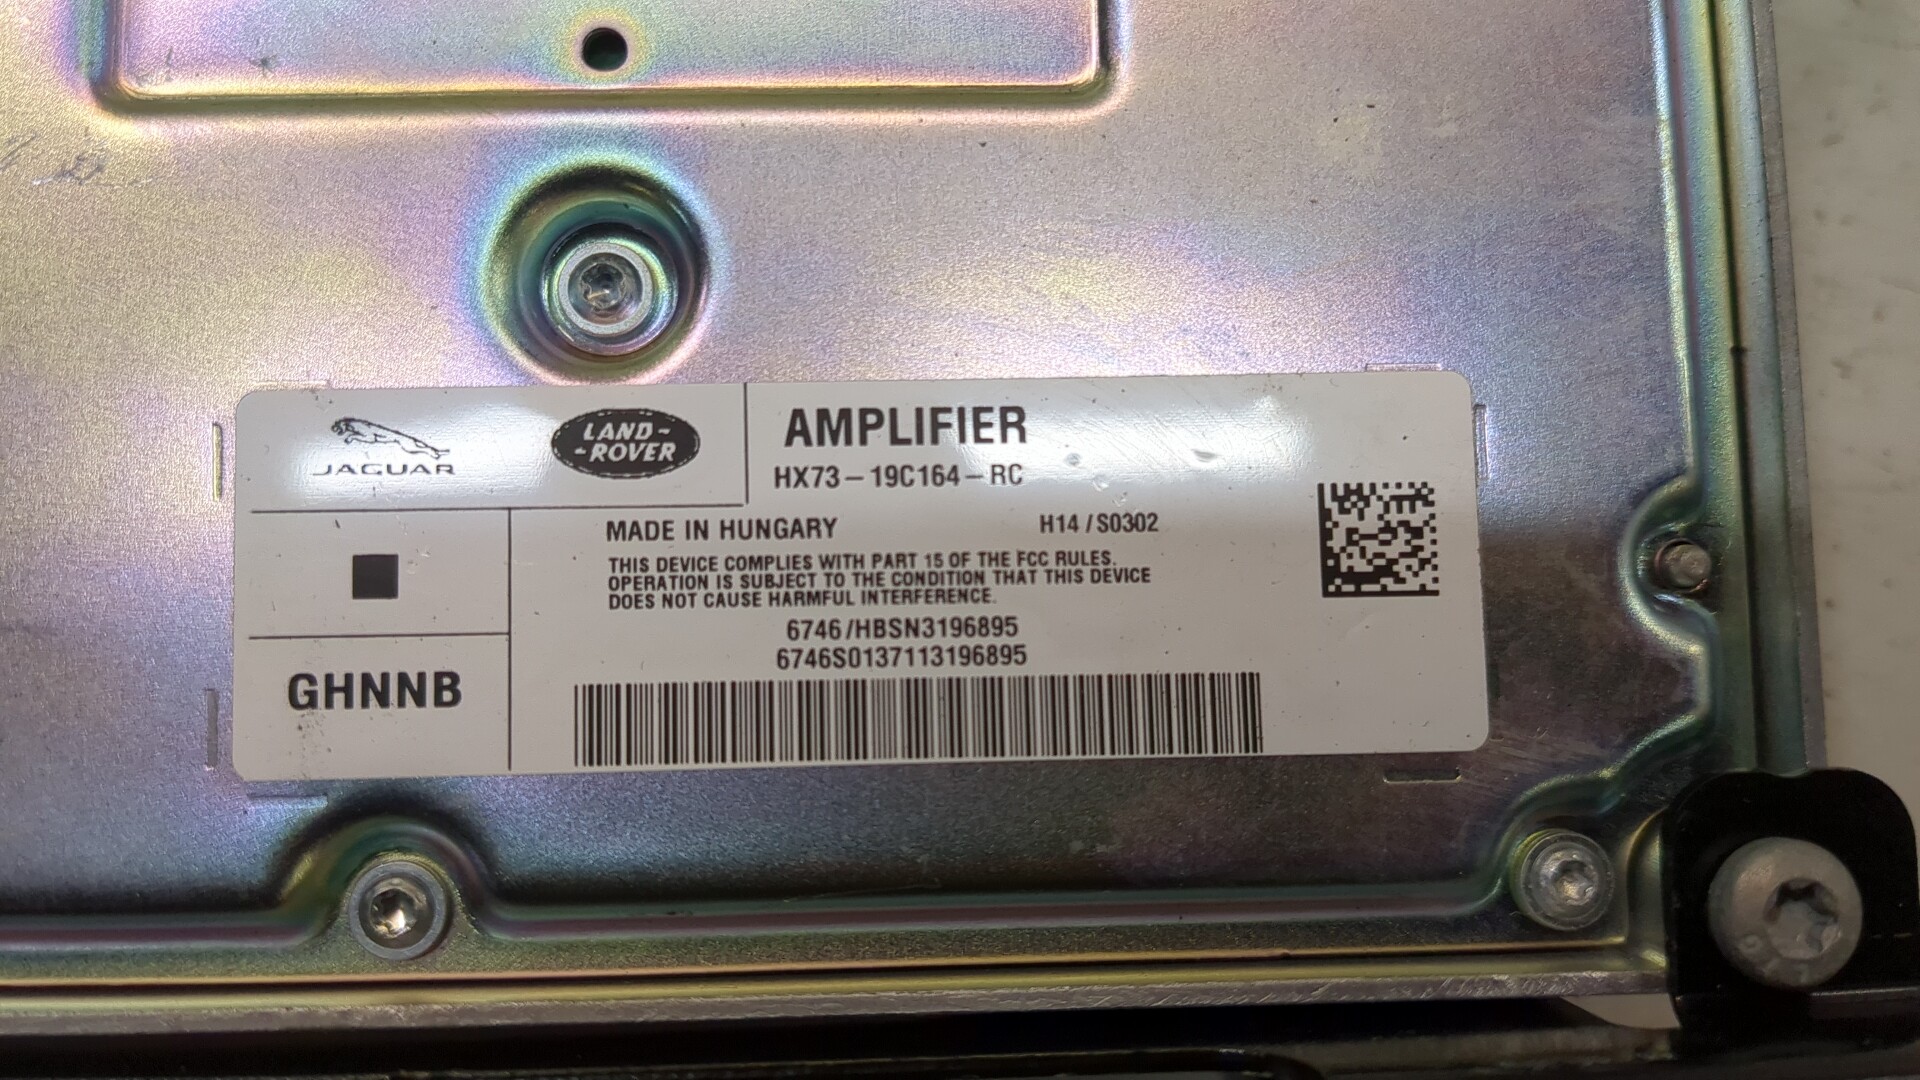 JAGUAR
LAND-
-ROVER
AMPLIFIER
HX73-19C164-RC
MADE IN HUNGARY
H14/S0302
THIS DEVICE COMPLIES WITH PART 15 OF THE FCC RULES.
OPERATION IS SUBJECT TO THE CONDITION THAT THIS DEVICE
DOES NOT CAUSE HARMFUL INTERFERENCE.
6746/HBSN3196895
6746S0137113196895
GHNNB